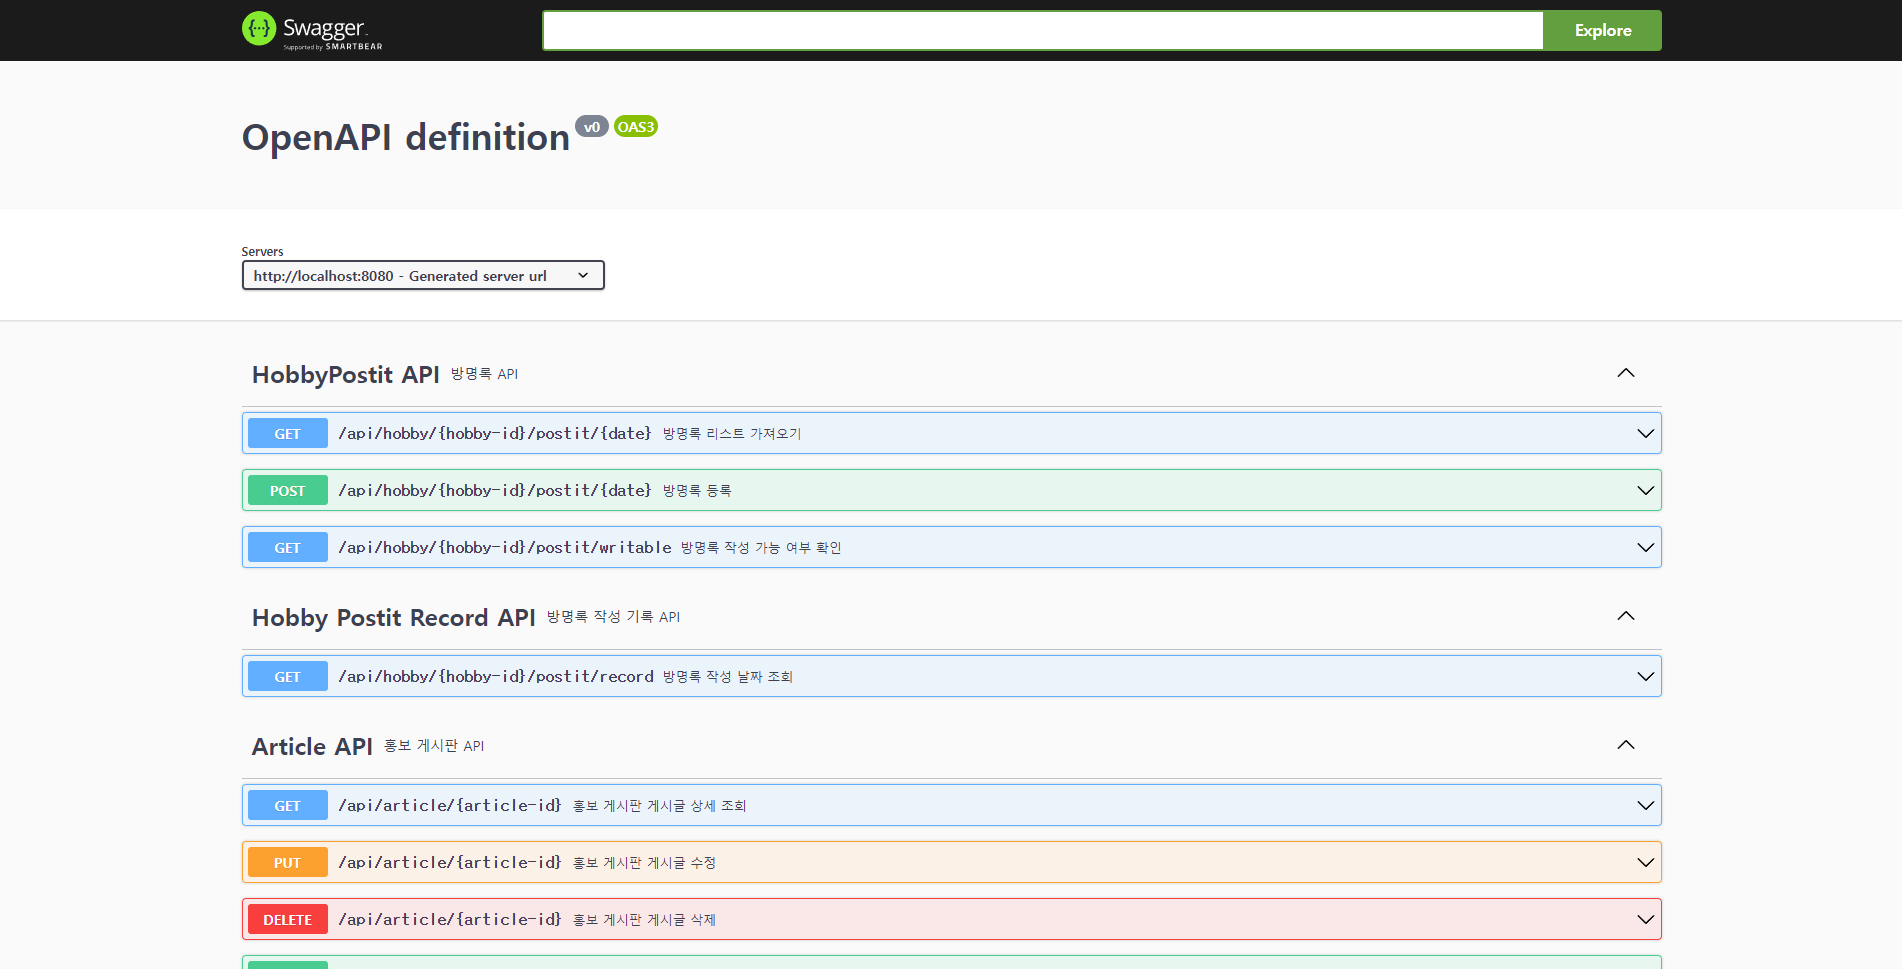 Swagger
Supported by SMARTBEAR
Explore
OpenAPI definition v0 OAS3
Servers
http://localhost:8080 - Generated server url
HobbyPostit API 방명록 API
GET /api/hobby/{hobby-id}/postit/{date} 방명록 리스트 가져오기
POST /api/hobby/{hobby-id}/postit/{date} 방명록 등록
GET /api/hobby/{hobby-id}/postit/writable 방명록 작성 가능 여부 확인
Hobby Postit Record API 방명록 작성 기록 API
GET /api/hobby/{hobby-id}/postit/record 방명록 작성 날짜 조회
Article API 홍보 게시판 API
GET /api/article/{article-id} 홍보 게시판 게시글 상세 조회
PUT /api/article/{article-id} 홍보 게시판 게시글 수정
DELETE /api/article/{article-id} 홍보 게시판 게시글 삭제